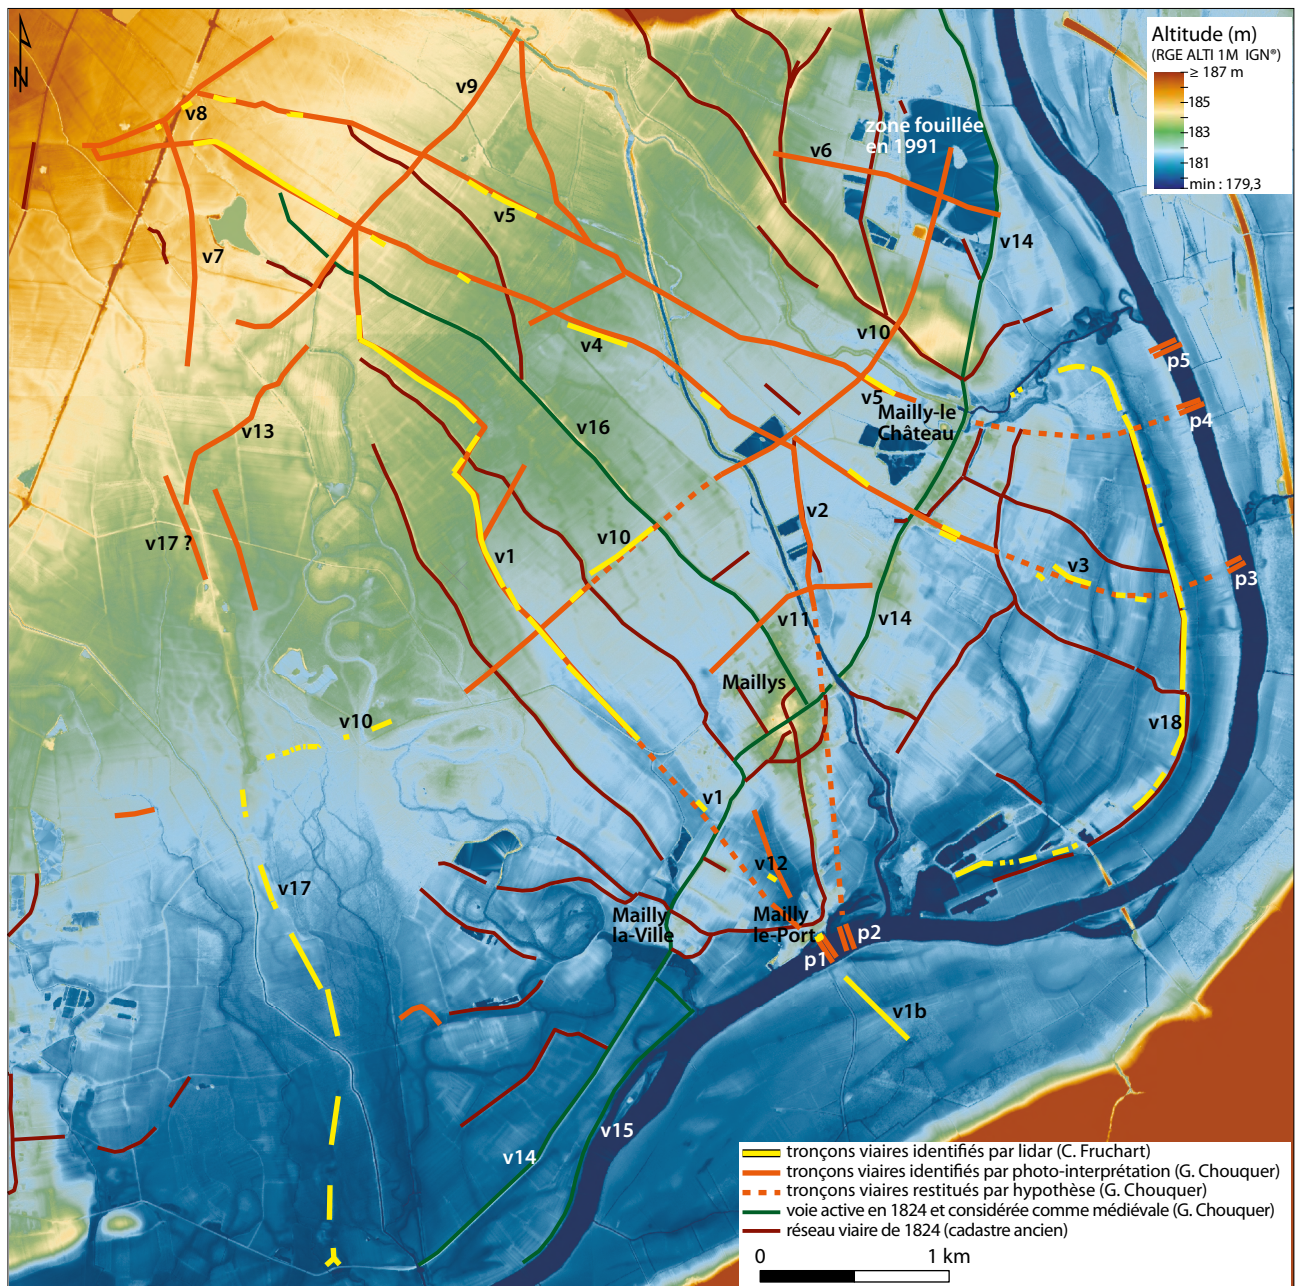 N
Altitude (m)
(RGE ALTI 1M IGN®)
≥ 187 m
185
183
181
min : 179,3
v9
v8
zone fouillée
en 1991
v6
v5
v7
v14
v10
p5
v4
v5
p4
Mailly-le
Château
v13
v16
v2
v17 ?
v10
v1
v3
p3
v11
v14
Maillys
v10
v18
v1
v12
v17
Mailly
la-Ville
Mailly
le-Port
p2
p1
v1b
v15
v14
tronçons viaires identifiés par lidar (C. Fruchart)
tronçons viaires identifiés par photo-interprétation (G. Chouquer)
tronçons viaires restitués par hypothèse (G. Chouquer)
voie active en 1824 et considérée comme médiévale (G. Chouquer)
réseau viaire de 1824 (cadastre ancien)
0 1 km